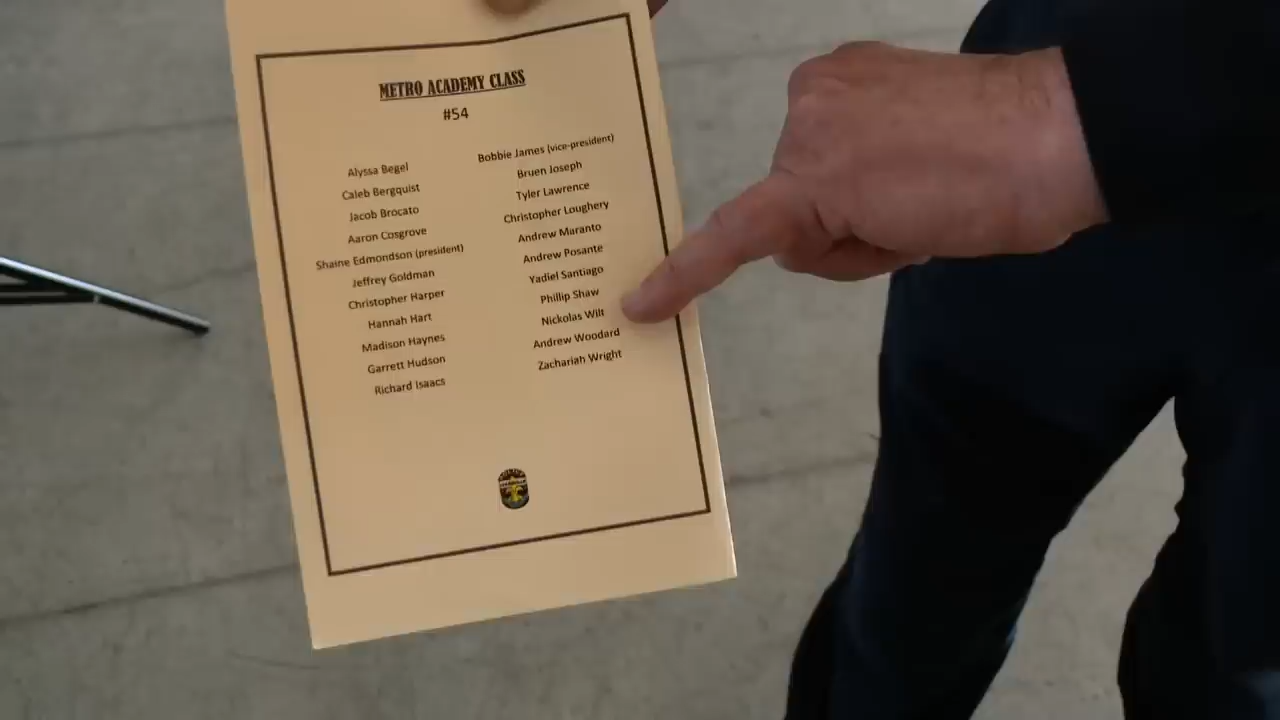 METRO ACADEMY CLASS
#54
Alyssa Begel
Caleb Bergquist
Jacob Brocato
Aaron Cosgrove
Shaine Edmondson (president)
Jeffrey Goldman
Christopher Harper
Hannah Hart
Madison Haynes
Garrett Hudson
Richard Isaacs
Bobbie James (vice-president)
Bruen Joseph
Tyler Lawrence
Christopher Loughery
Andrew Maranto
Andrew Posante
Yadiel Santiago
Phillip Shaw
Nickolas Wilt
Andrew Woodard
Zachariah Wright